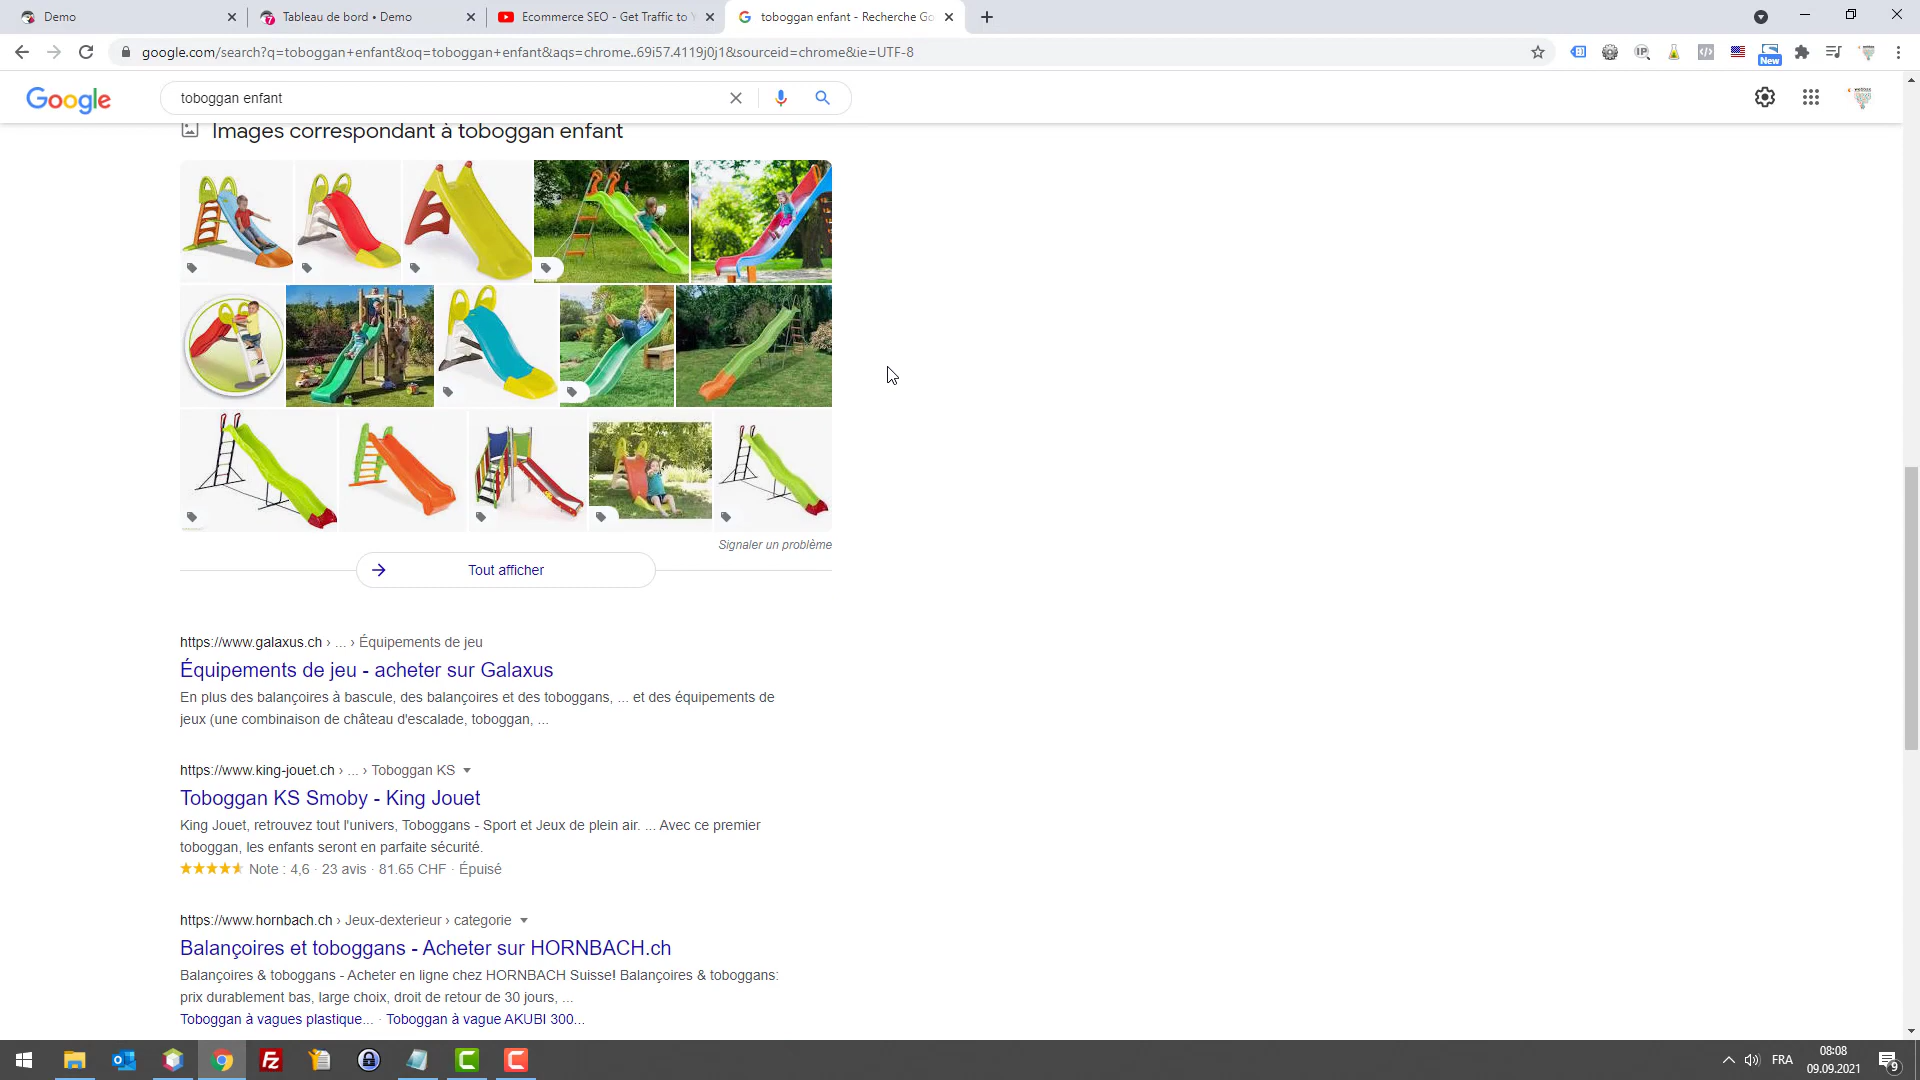 Demo
Tableau de bord • Demo
Ecommerce SEO - Get Traffic to Y
toboggan enfant - Recherche Go
google.com/search?q=toboggan+enfant&oq=toboggan+enfant&aqs=chrome..69i57.4119j0j1&sourceid=chrome&ie=UTF-8
New
Google
toboggan enfant
Images correspondant à toboggan enfant
Signaler un problème
Tout afficher
https://www.galaxus.ch › ... › Équipements de jeu
Équipements de jeu - acheter sur Galaxus
En plus des balançoires à bascule, des balançoires et des toboggans, ... et des équipements de
jeux (une combinaison de château d'escalade, toboggan, ...
https://www.king-jouet.ch › ... › Toboggan KS
Toboggan KS Smoby - King Jouet
King Jouet, retrouvez tout l'univers, Toboggans - Sport et Jeux de plein air. ... Avec ce premier
toboggan, les enfants seront en parfaite sécurité.
Note : 4,6 · 23 avis · 81.65 CHF · Épuisé
https://www.hornbach.ch › Jeux-dexterieur › categorie
Balançoires et toboggans - Acheter sur HORNBACH.ch
Balançoires & toboggans - Acheter en ligne chez HORNBACH Suisse! Balançoires & toboggans:
prix durablement bas, large choix, droit de retour de 30 jours, ...
Toboggan à vagues plastique... · Toboggan à vague AKUBI 300...
FRA
08:08
09.09.2021
9